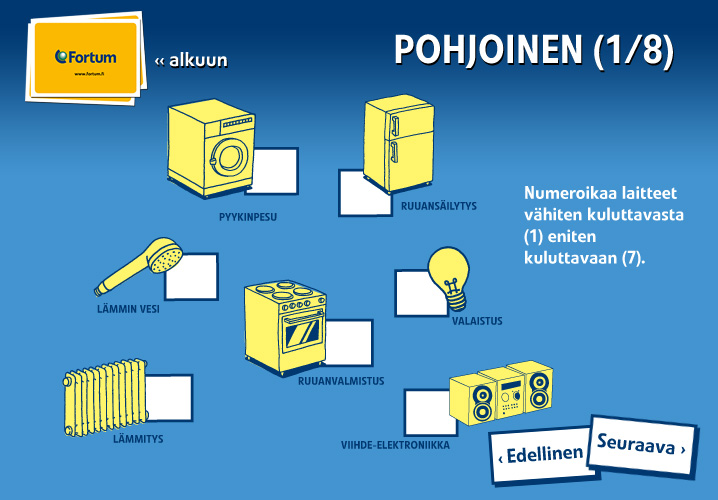 Fortum
www.fortum.fi
‹‹ alkuun
POHJOINEN (1/8)
PYYKINPESU
RUUANSÄILYTYS
Numeroikaa laitteet
vähiten kuluttavasta
(1) eniten
kuluttavaan (7).
LÄMMIN VESI
VALAISTUS
RUUANVALMISTUS
LÄMMITYS
VIIHDE-ELEKTRONIIKKA
‹ Edellinen
Seuraava ›